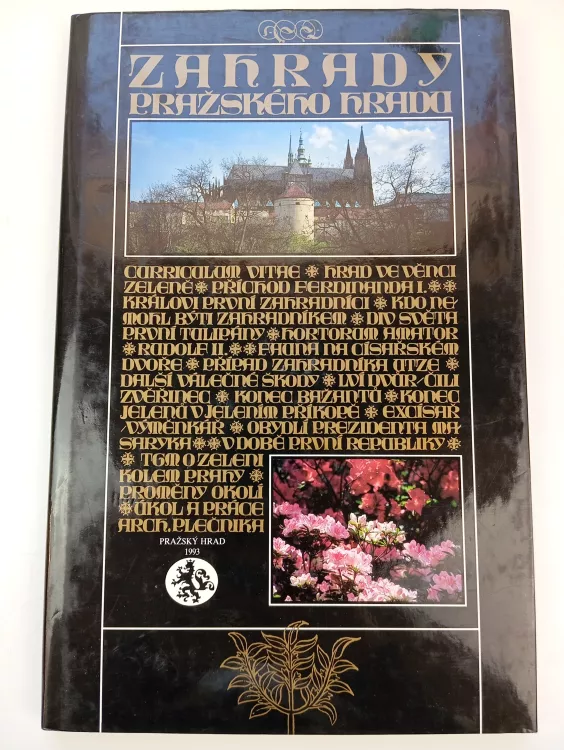 ZAHRADY
PRAŽSKÉHO HRADU
CURRICULUM VITAE ❋ HRAD VE VĚNCI
ZELENĚ ❋ PŘÍCHOD FERDINANDA I. ❋❋
KRÁLOVI PRVNÍ ZAHRADNÍCI ❋ KDO NE-
MOHL BÝTI ZAHRADNÍKEM ❋ DIV SVĚTA
PRVNÍ TULIPÁNY ❋ HORTORUM AMATOR
❋ RUDOLF II. ❋❋ FAUNA NA CÍSAŘSKÉM
DVOŘE ❋ PŘÍPAD ZAHRADNÍKA UTZE ❋
DALŠÍ VÁLEČNÉ ŠKODY ❋ LVÍ DVŮR ČILI
ZVĚŘINEC ❋ KONEC BAŽANTŮ ❋ KONEC
JELENŮ V JELENÍM PŘÍKOPĚ ❋ EXCÍSAŘ
VÝMĚNKÁŘ ❋ OBYDLÍ PREZIDENTA MA
SARYKA ❋❋ V DOBĚ PRVNÍ REPUBLIKY ❋
❋ TGM O ZELENI
KOLEM PRAHY ❋
PROMĚNY OKOLÍ
❋ ÚKOL A PRÁCE
ARCH. PLEČNIKA
PRAŽSKÝ HRAD
1993